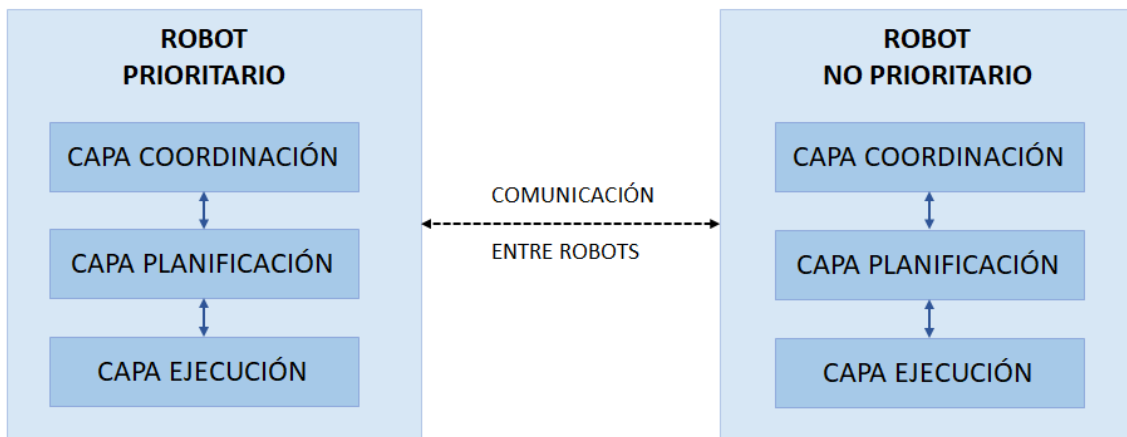 ROBOT
PRIORITARIO
CAPA COORDINACIÓN
CAPA PLANIFICACIÓN
CAPA EJECUCIÓN
COMUNICACIÓN
ENTRE ROBOTS
ROBOT
NO PRIORITARIO
CAPA COORDINACIÓN
CAPA PLANIFICACIÓN
CAPA EJECUCIÓN